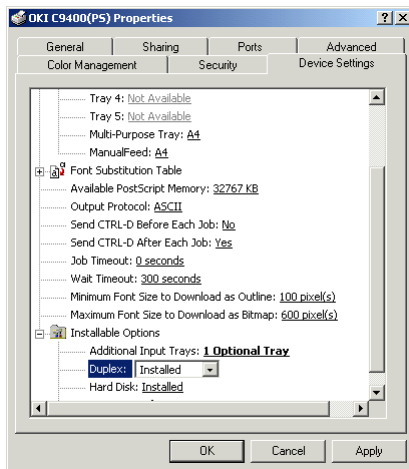 OKI C9400(PS) Properties
General Sharing Ports Advanced
Color Management Security Device Settings
Tray 4: Not Available
Tray 5: Not Available
Multi-Purpose Tray: A4
ManualFeed: A4
Font Substitution Table
Available PostScript Memory: 32767 KB
Output Protocol: ASCII
Send CTRL-D Before Each Job: No
Send CTRL-D After Each Job: Yes
Job Timeout: 0 seconds
Wait Timeout: 300 seconds
Minimum Font Size to Download as Outline: 100 pixel(s)
Maximum Font Size to Download as Bitmap: 600 pixel(s)
Installable Options
Additional Input Trays: 1 Optional Tray
Duplex: Installed
Hard Disk: Installed
OK Cancel Apply